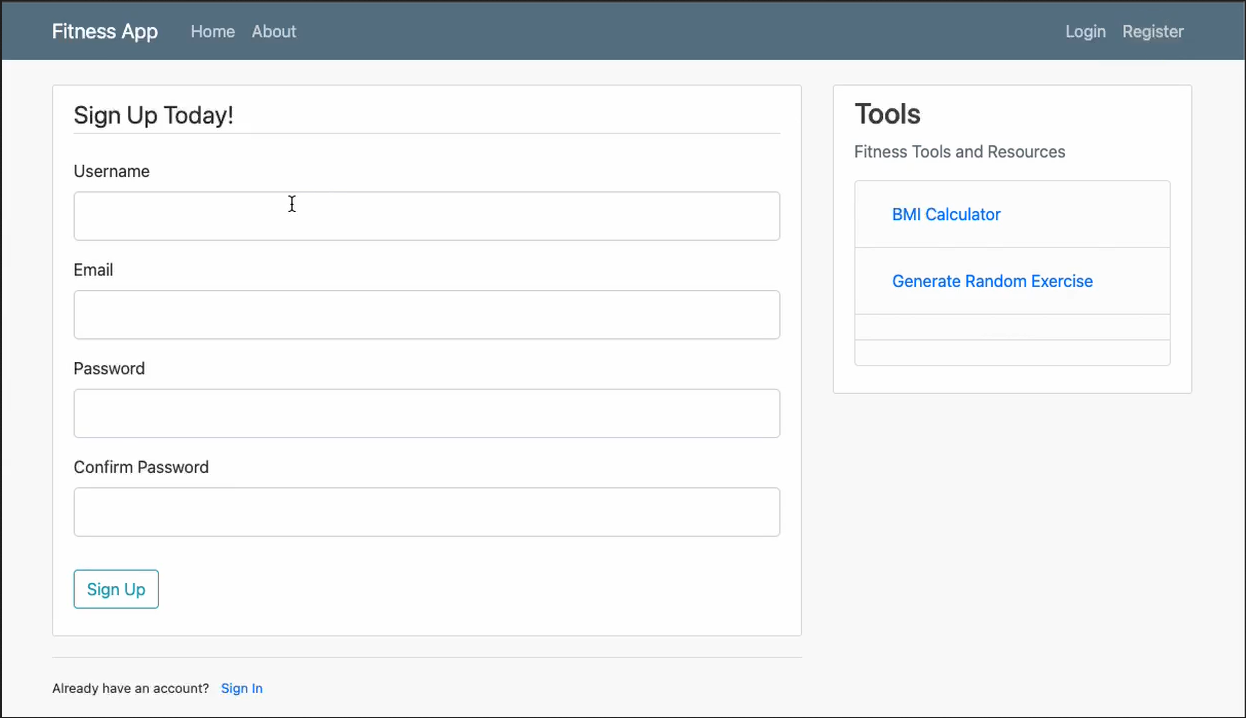 Fitness App Home About Login Register
Sign Up Today!
Username
Email
Password
Confirm Password
Sign Up
Already have an account? Sign In
Tools
Fitness Tools and Resources
BMI Calculator
Generate Random Exercise